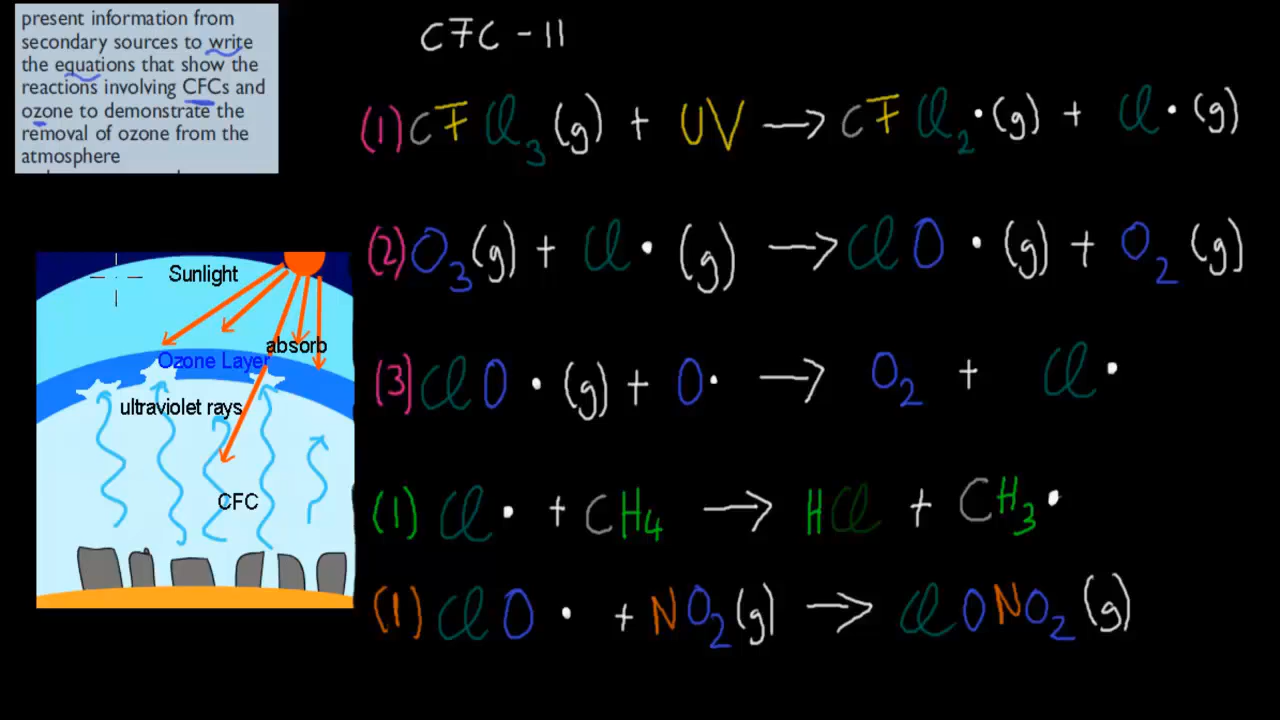 present information from
secondary sources to write
the equations that show the
reactions involving CFCs and
ozone to demonstrate the
removal of ozone from the
atmosphere
CFC - 11
(1) CFCl₃ (g) + UV → CFCl₂• (g) + Cl• (g)
(2) O₃ (g) + Cl• (g) → ClO• (g) + O₂ (g)
(3) ClO• (g) + O• → O₂ + Cl•
(1) Cl• + CH₄ → HCl + CH₃•
(1) ClO• + NO₂ (g) → ClONO₂ (g)
Sunlight
absorb
Ozone Layer
ultraviolet rays
CFC